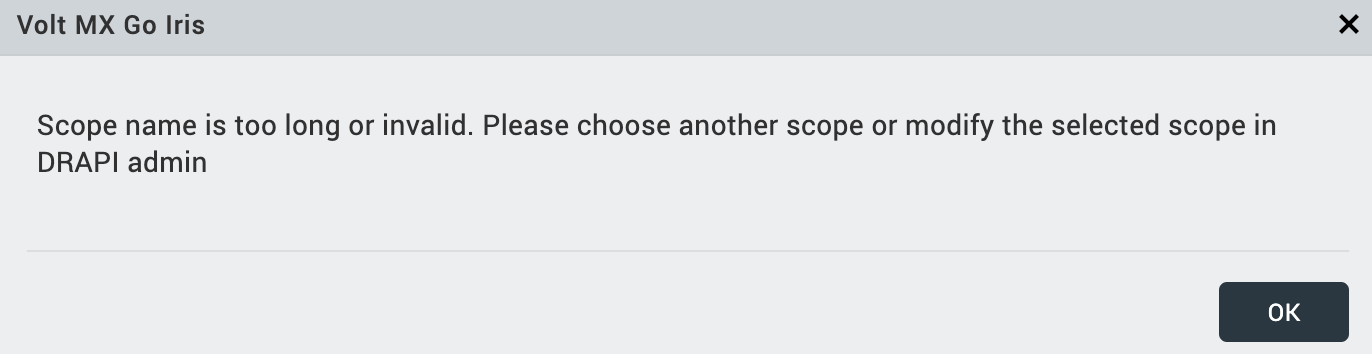 Volt MX Go Iris
Scope name is too long or invalid. Please choose another scope or modify the selected scope in
DRAPI admin
OK